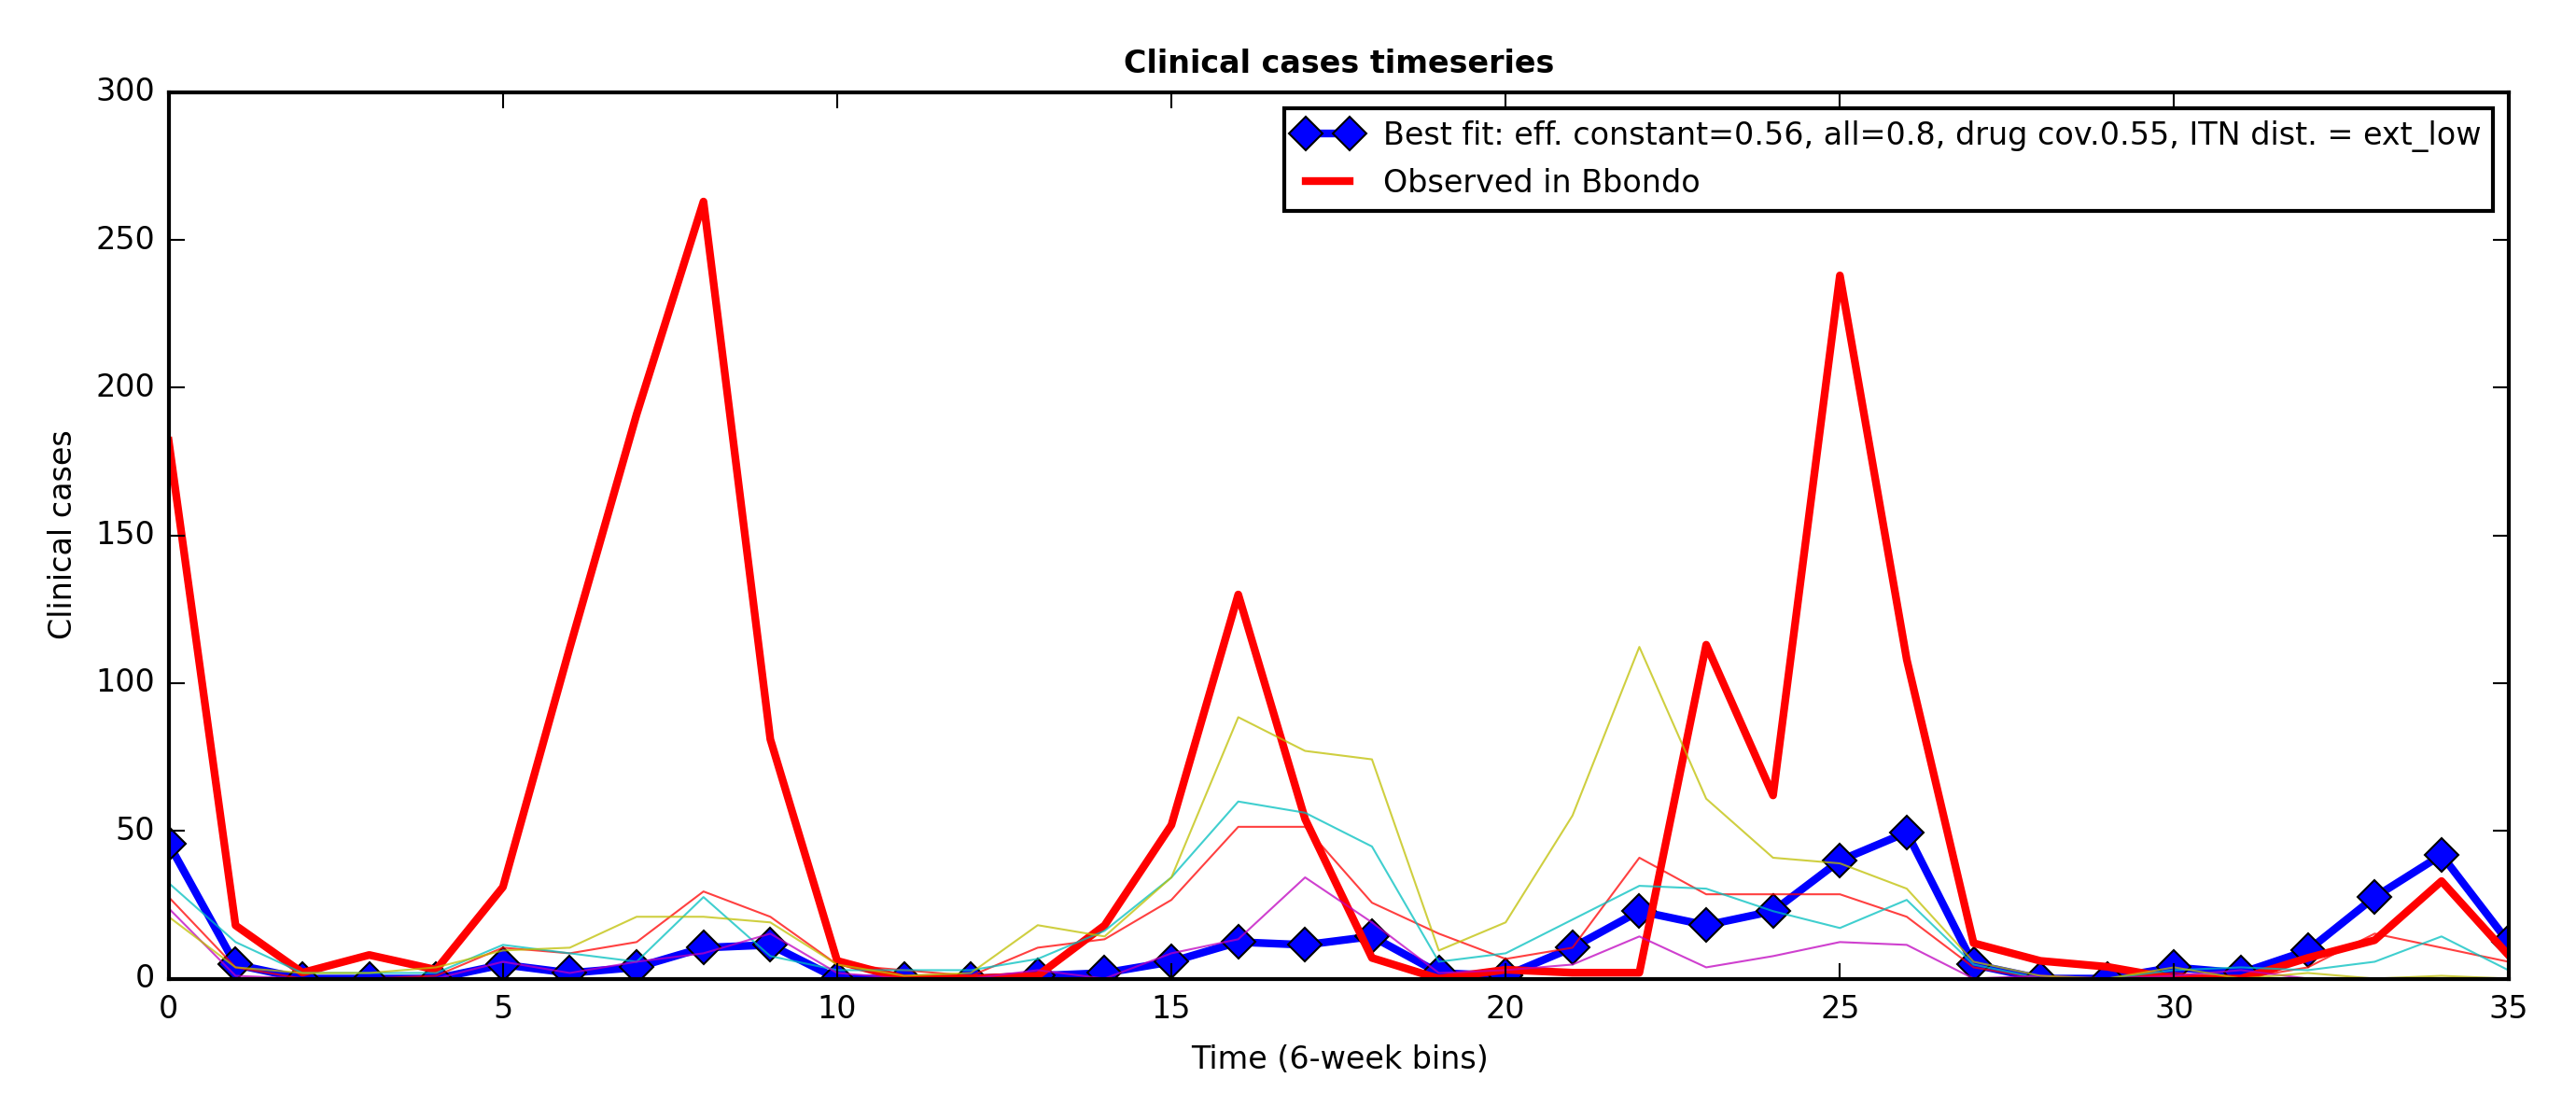 Clinical cases timeseries
300
250
200
150
100
50
0
Clinical cases
Best fit: eff. constant=0.56, all=0.8, drug cov.0.55, ITN dist. = ext_low
Observed in Bbondo
0 5 10 15 20 25 30 35
Time (6-week bins)